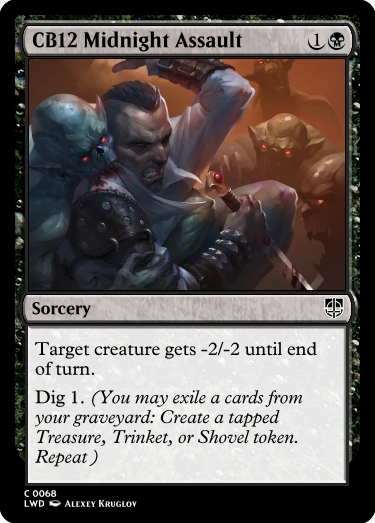 CB12 Midnight Assault 1
Sorcery
Target creature gets -2/-2 until end
of turn.
Dig 1. (You may exile a cards from
your graveyard: Create a tapped
Treasure, Trinket, or Shovel token.
Repeat )
C 0068
LWD Alexey Kruglov